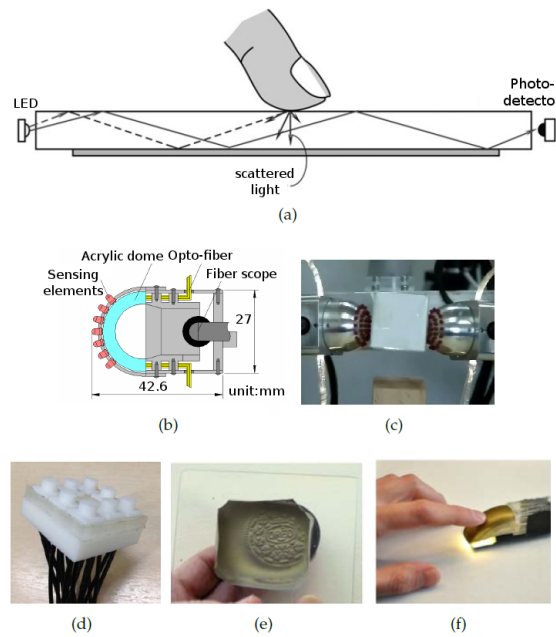 LED
Photo-
detecto
scattered
light
(a)
Acrylic dome Opto-fiber
Sensing
elements
Fiber scope
27
42.6
unit:mm
(b)
(c)
(d)
(e)
(f)